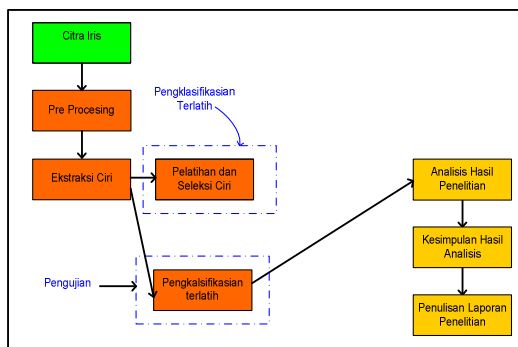 Citra Iris
Pre Procesing
Ekstraksi Ciri
Pengklasifikasian
Terlatih
Pelatihan dan
Seleksi Ciri
Pengujian
Pengkalsifikasian
terlatih
Analisis Hasil
Penelitian
Kesimpulan Hasil
Analisis
Penulisan Laporan
Penelitian